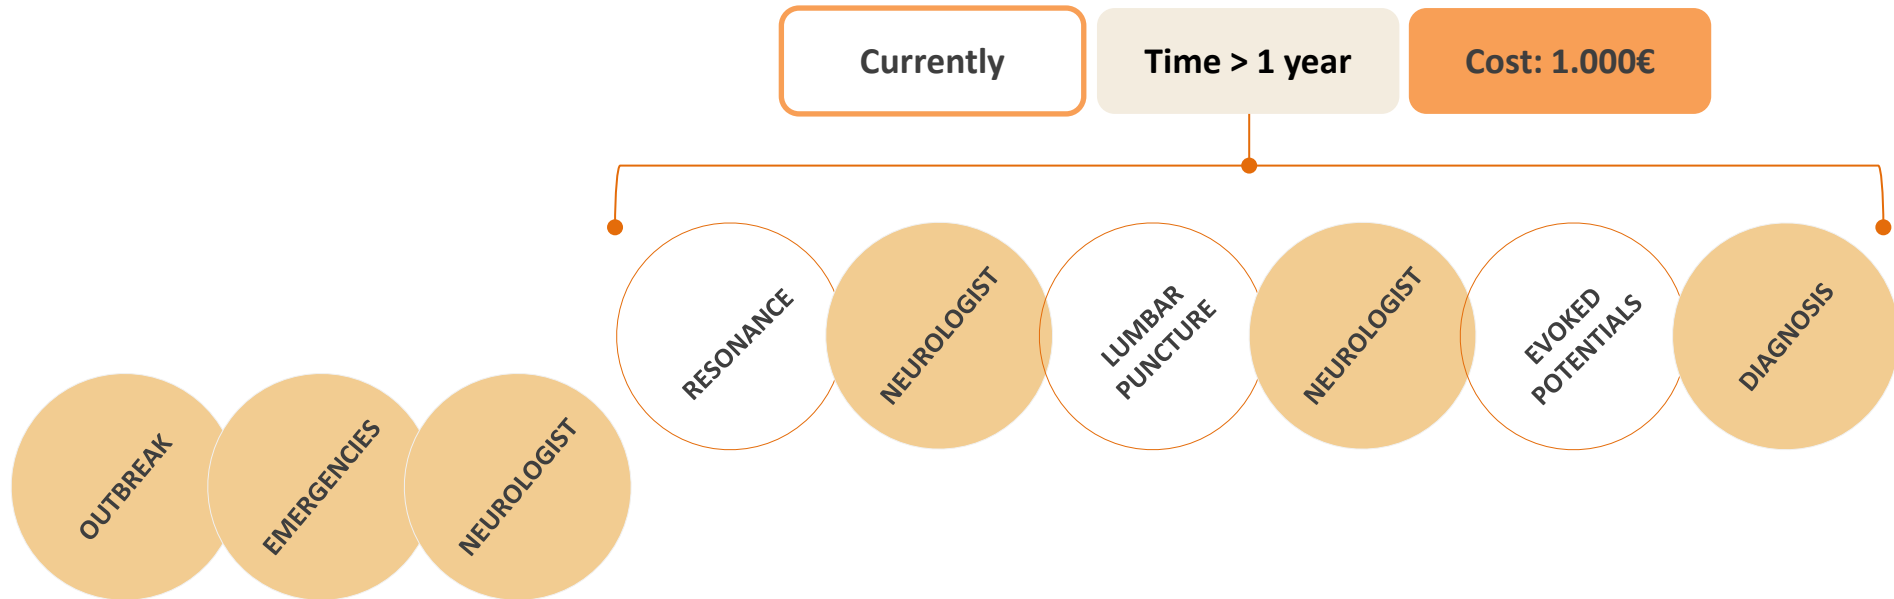 Currently
Time > 1 year
Cost: 1.000€
RESONANCE
NEUROLOGIST
LUMBAR
PUNCTURE
NEUROLOGIST
EVOKED
POTENTIALS
DIAGNOSIS
OUTBREAK
EMERGENCIES
NEUROLOGIST